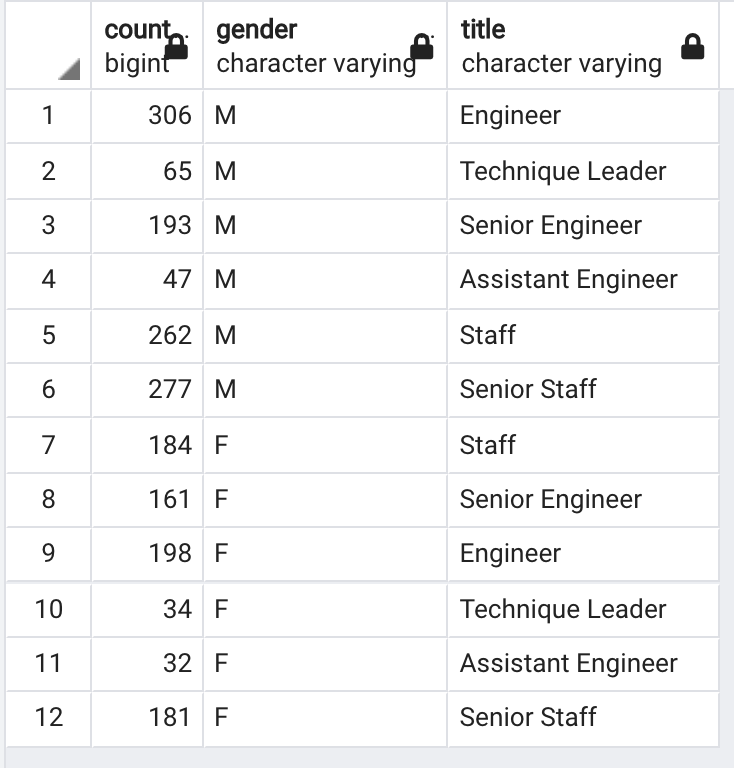 count gender title
bigint character varying character varying
1 306 M Engineer
2 65 M Technique Leader
3 193 M Senior Engineer
4 47 M Assistant Engineer
5 262 M Staff
6 277 M Senior Staff
7 184 F Staff
8 161 F Senior Engineer
9 198 F Engineer
10 34 F Technique Leader
11 32 F Assistant Engineer
12 181 F Senior Staff